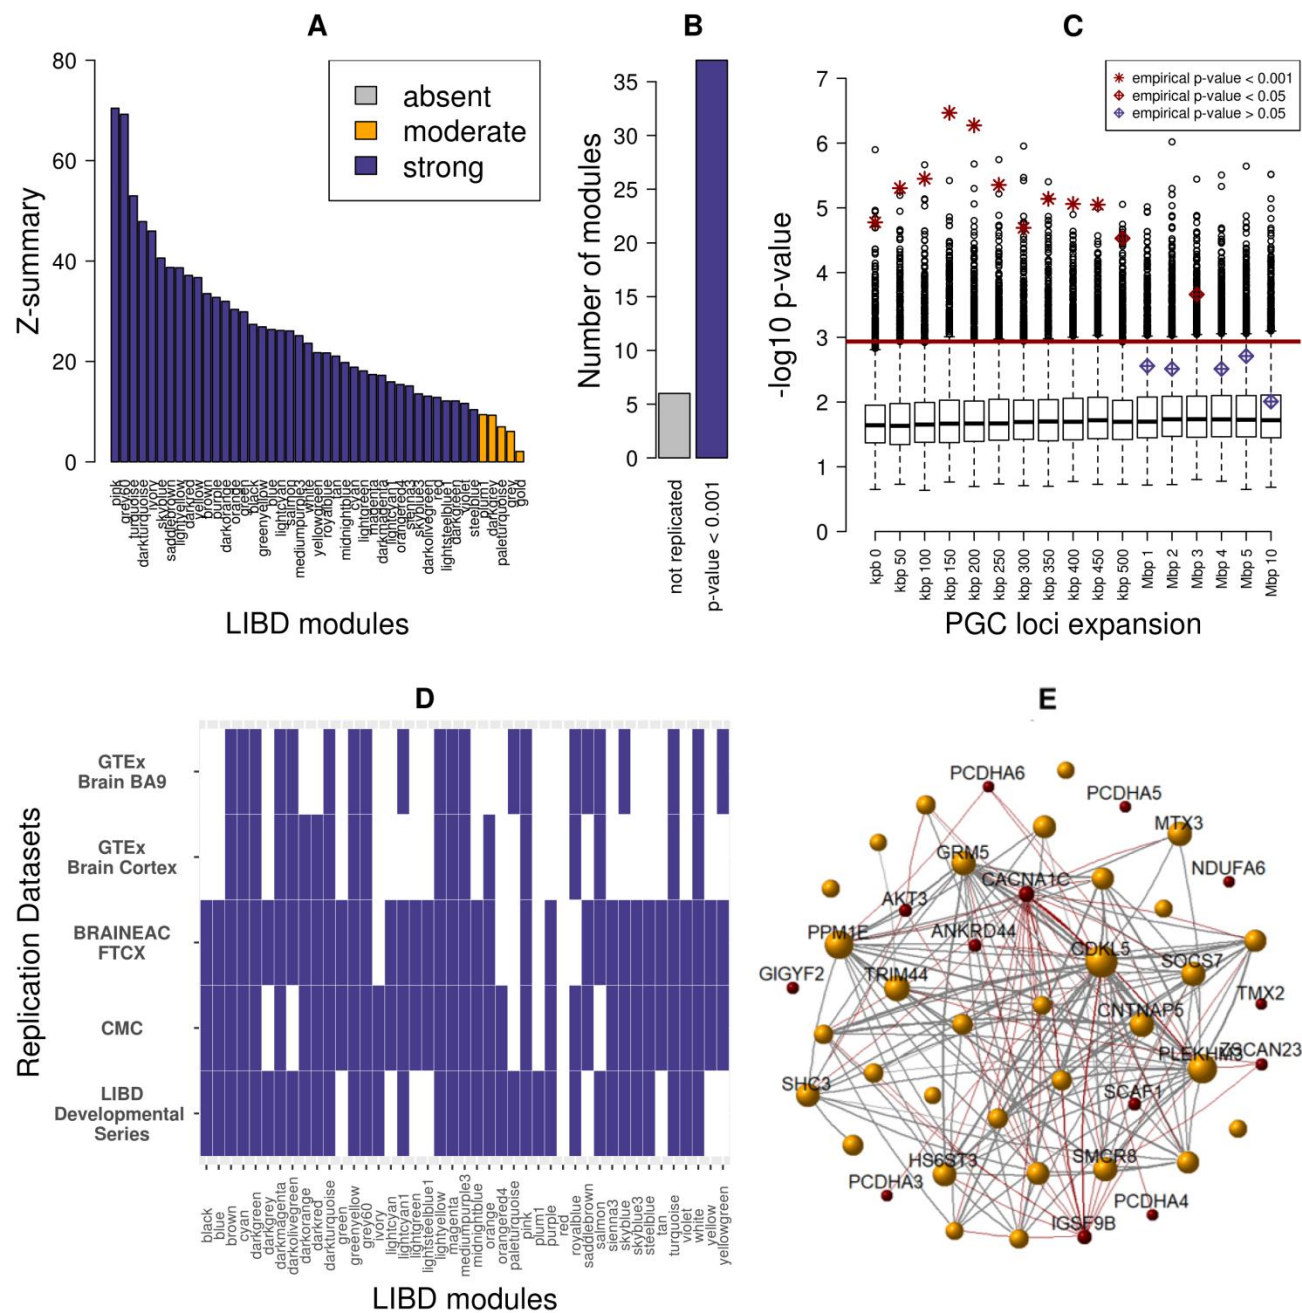 A
80
60
40
20
0
Z-summary
absent
moderate
strong
pink
grey60
turquoise
darkturquoise
ivory
skyblue
saddlebrown
lightyellow
darkred
yellow
brown
purple
darkorange
orange
green
black
greenyellow
blue
lightcyan
salmon
mediumpurple3
white
yellowgreen
royalblue
tan
midnightblue
cyan
lightgreen
magenta
darkmagenta
lightcyan1
orangered4
sienna3
skyblue3
darkolivegreen
red
lightsteelblue1
darkgreen
violet
steelblue
plum1
darkgrey
paleturquoise
grey
gold
LIBD modules
B
35
30
25
20
15
10
5
0
Number of modules
not replicated
p-value < 0.001
C
empirical p-value < 0.001
empirical p-value < 0.05
empirical p-value > 0.05
7
6
5
4
3
2
1
0
-log10 p-value
kpb 0
kbp 50
kbp 100
kbp 150
kbp 200
kbp 250
kbp 300
kbp 350
kbp 400
kbp 450
kbp 500
Mbp 1
Mbp 2
Mbp 3
Mbp 4
Mbp 5
Mbp 10
PGC loci expansion
D
Replication Datasets
GTEx
Brain BA9
GTEx
Brain Cortex
BRAINEAC
FTCX
CMC
LIBD
Developmental
Series
black
blue
brown
cyan
darkgreen
darkgrey
darkmagenta
darkolivegreen
darkorange
darkred
darkturquoise
green
greenyellow
grey60
ivory
lightcyan
lightcyan1
lightgreen
lightsteelblue1
lightyellow
magenta
mediumpurple3
midnightblue
orange
orangered4
paleturquoise
pink
plum1
purple
red
royalblue
saddlebrown
salmon
sienna3
skyblue
skyblue3
steelblue
tan
turquoise
violet
white
yellow
yellowgreen
LIBD modules
E
PCDHA6
PCDHA5
MTX3
GRM5
NDUFA6
CACNA1C
AKT3
PPM1E
ANKRD44
CDKL5
SOCS7
GIGYF2
TRIM44
TMX2
CNTNAP5
PLEKHM3
ZSCAN23
SHC3
SCAF1
HS6ST3
SMCR8
PCDHA3
PCDHA4
IGSF9B